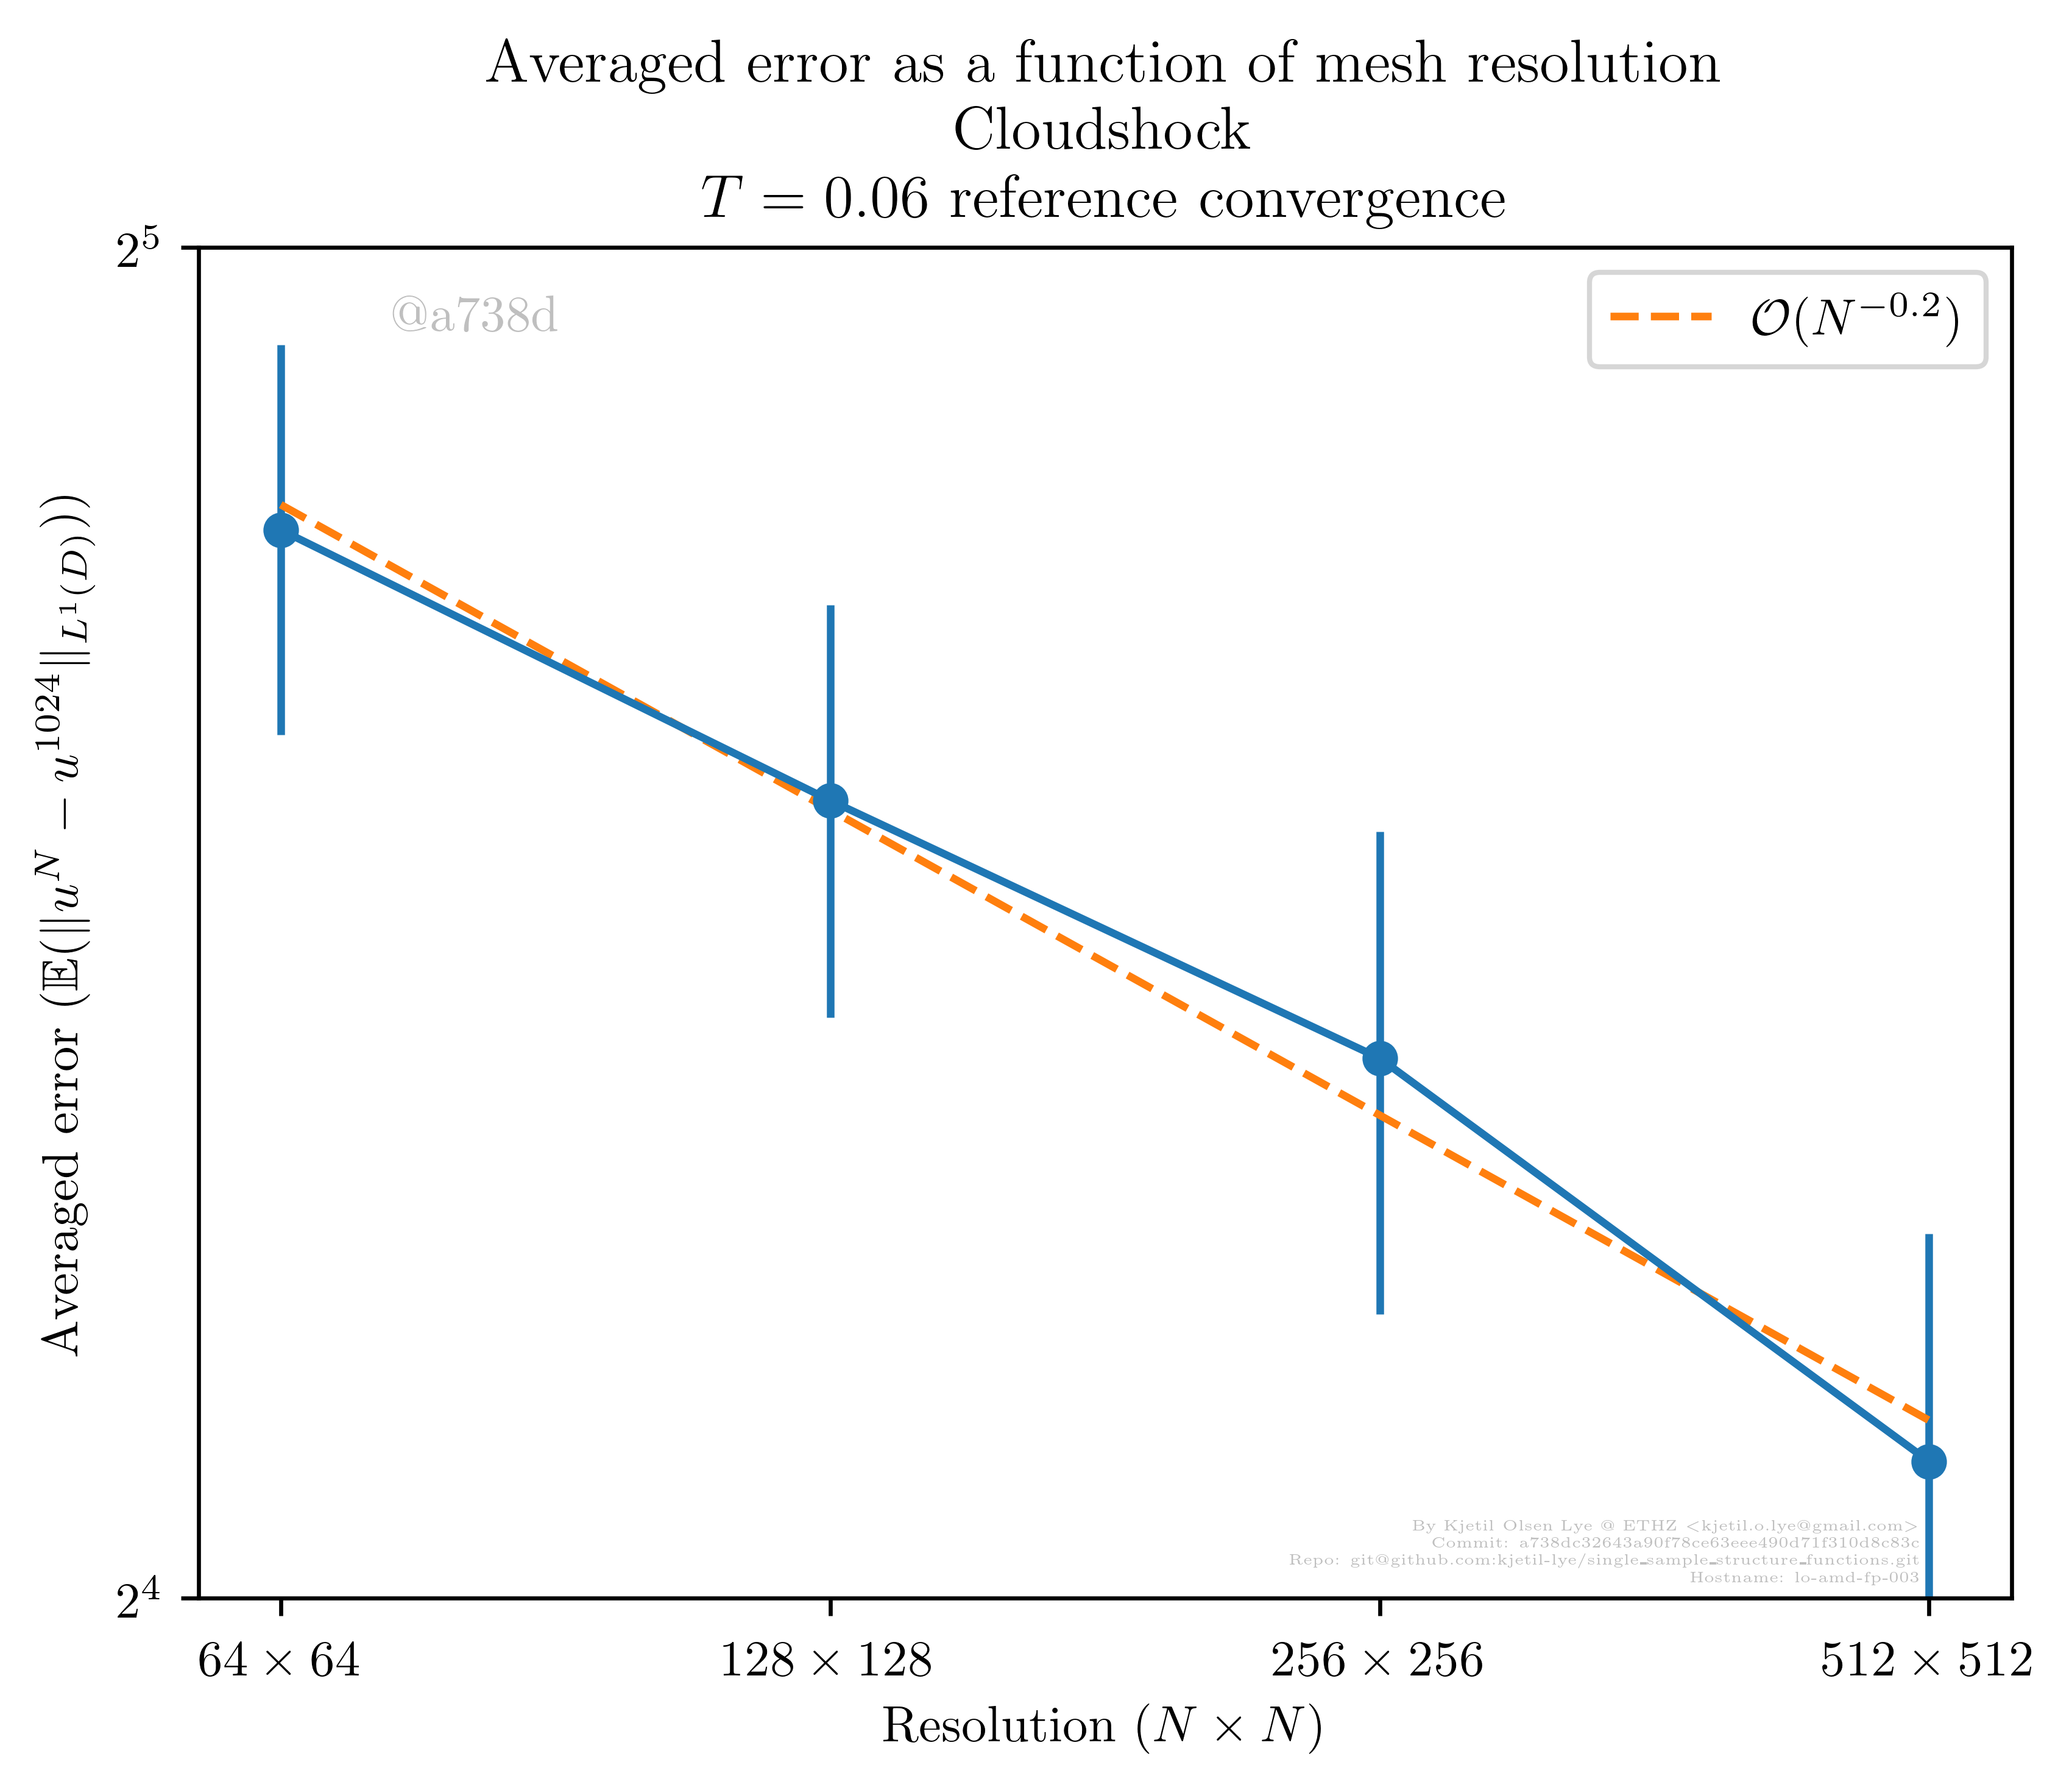 Averaged error as a function of mesh resolution
Cloudshock
T = 0.06 reference convergence
2^5
@a738d
O(N^{-0.2})
Averaged error (𝔼(||u^N − u^{1024}||_{L^1(D)}))
By Kjetil Olsen Lye @ ETHZ <kjetil.o.lye@gmail.com>
Commit: a738dc32643a90f78ce63eee490d71f310d8c83c
Repo: git@github.com:kjetil-lye/single_sample_structure_functions.git
Hostname: lo-amd-fp-003
2^4
64 × 64 128 × 128 256 × 256 512 × 512
Resolution (N × N)